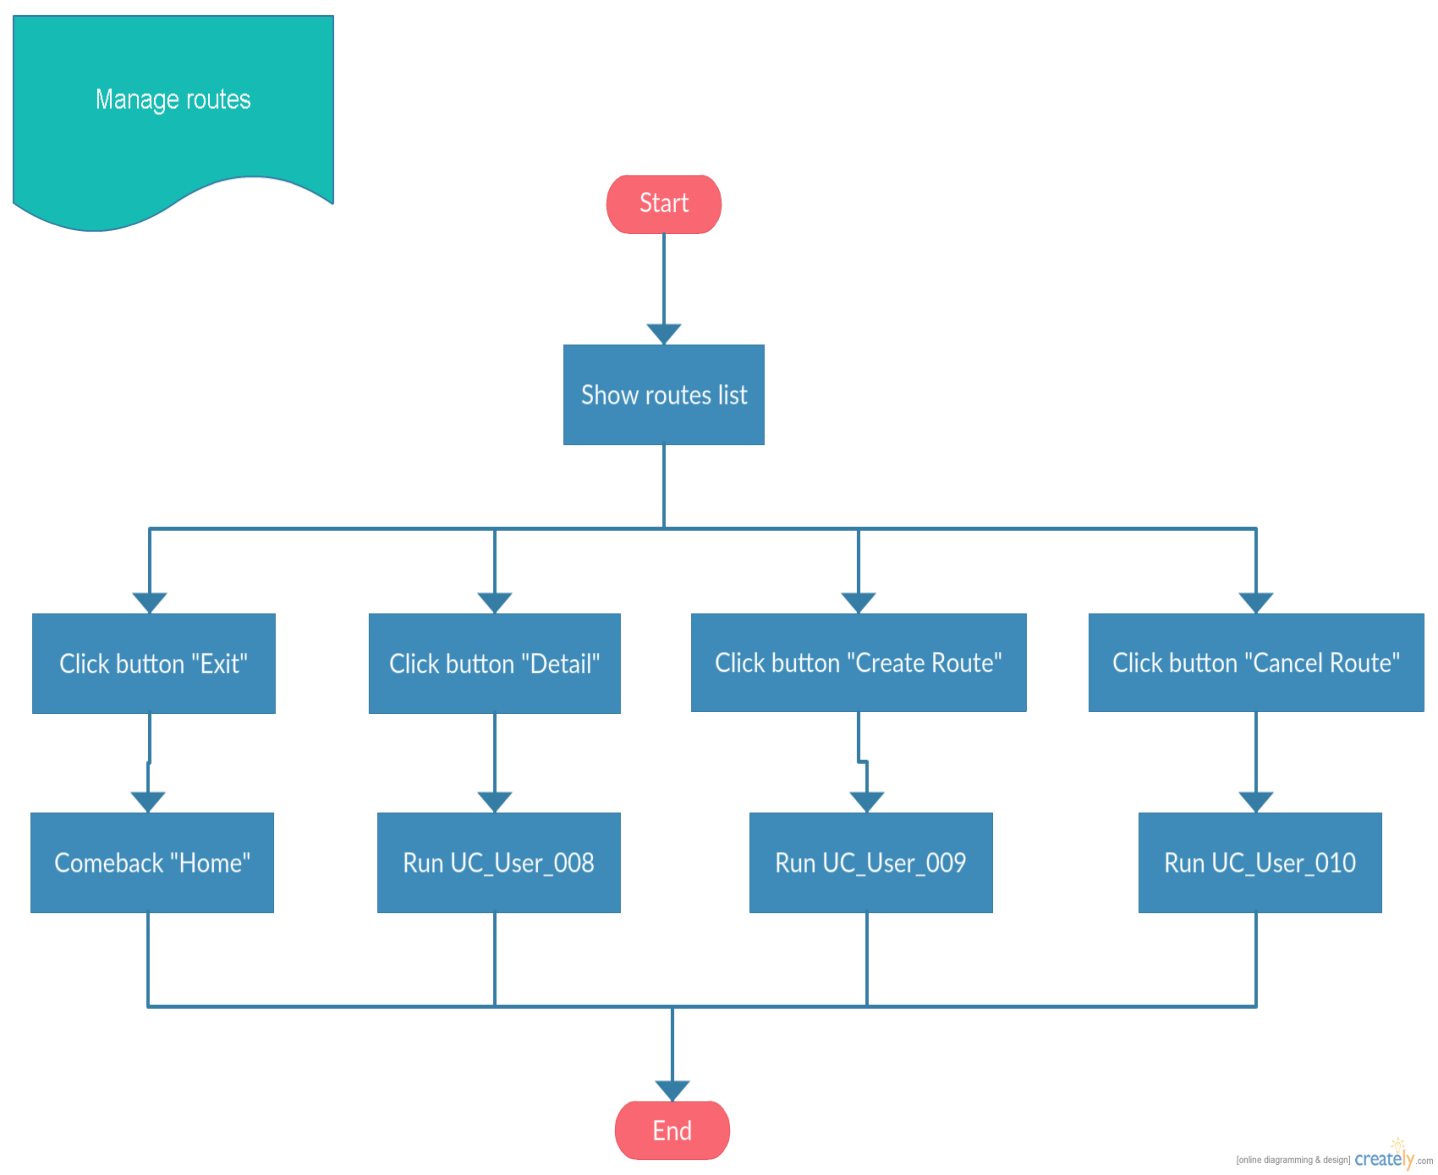 Manage routes
Start
Show routes list
Click button "Exit"
Click button "Detail"
Click button "Create Route"
Click button "Cancel Route"
Comeback "Home"
Run UC_User_008
Run UC_User_009
Run UC_User_010
End
[online diagramming & design] creately.com